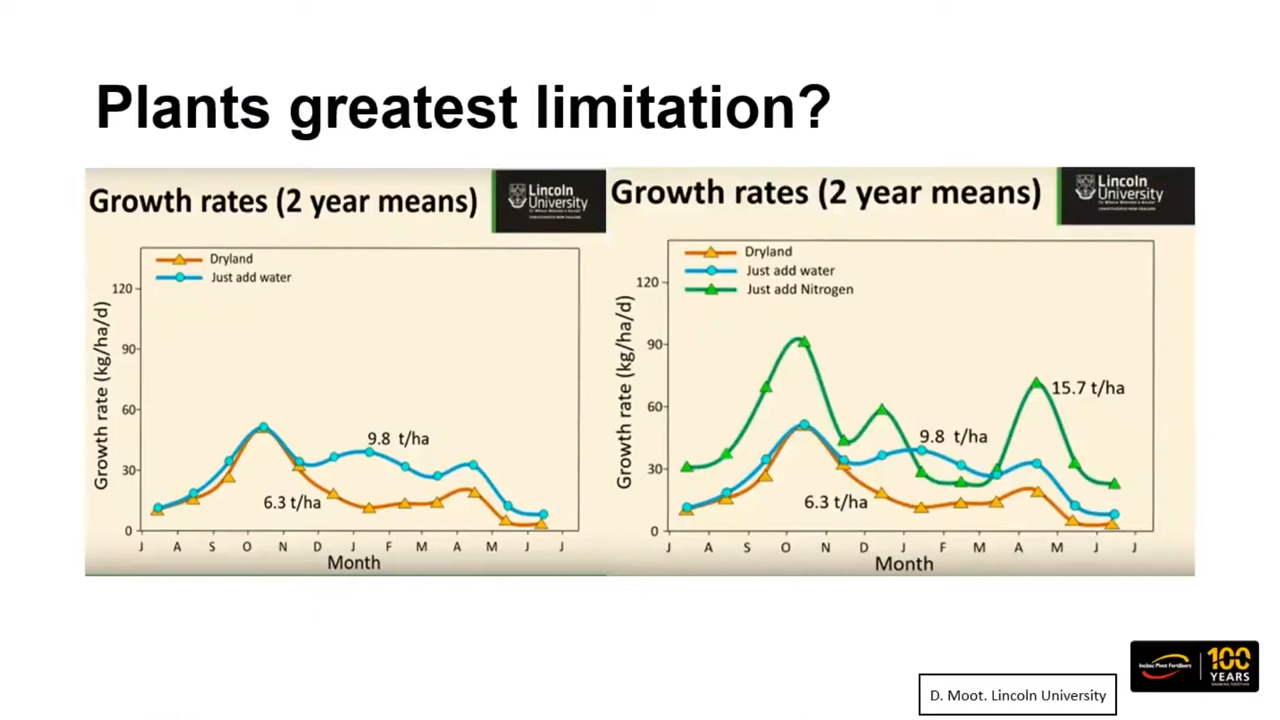 Plants greatest limitation?
Growth rates (2 year means)
Lincoln
University
Dryland
Just add water
Growth rate (kg/ha/d)
120
90
60
30
0
9.8 t/ha
6.3 t/ha
J A S O N D J F M A M J J
Month
Growth rates (2 year means)
Lincoln
University
Dryland
Just add water
Just add Nitrogen
Growth rate (kg/ha/d)
120
90
60
30
0
15.7 t/ha
9.8 t/ha
6.3 t/ha
J A S O N D J F M A M J J
Month
D. Moot. Lincoln University
Incitec Pivot Fertilisers
100
YEARS